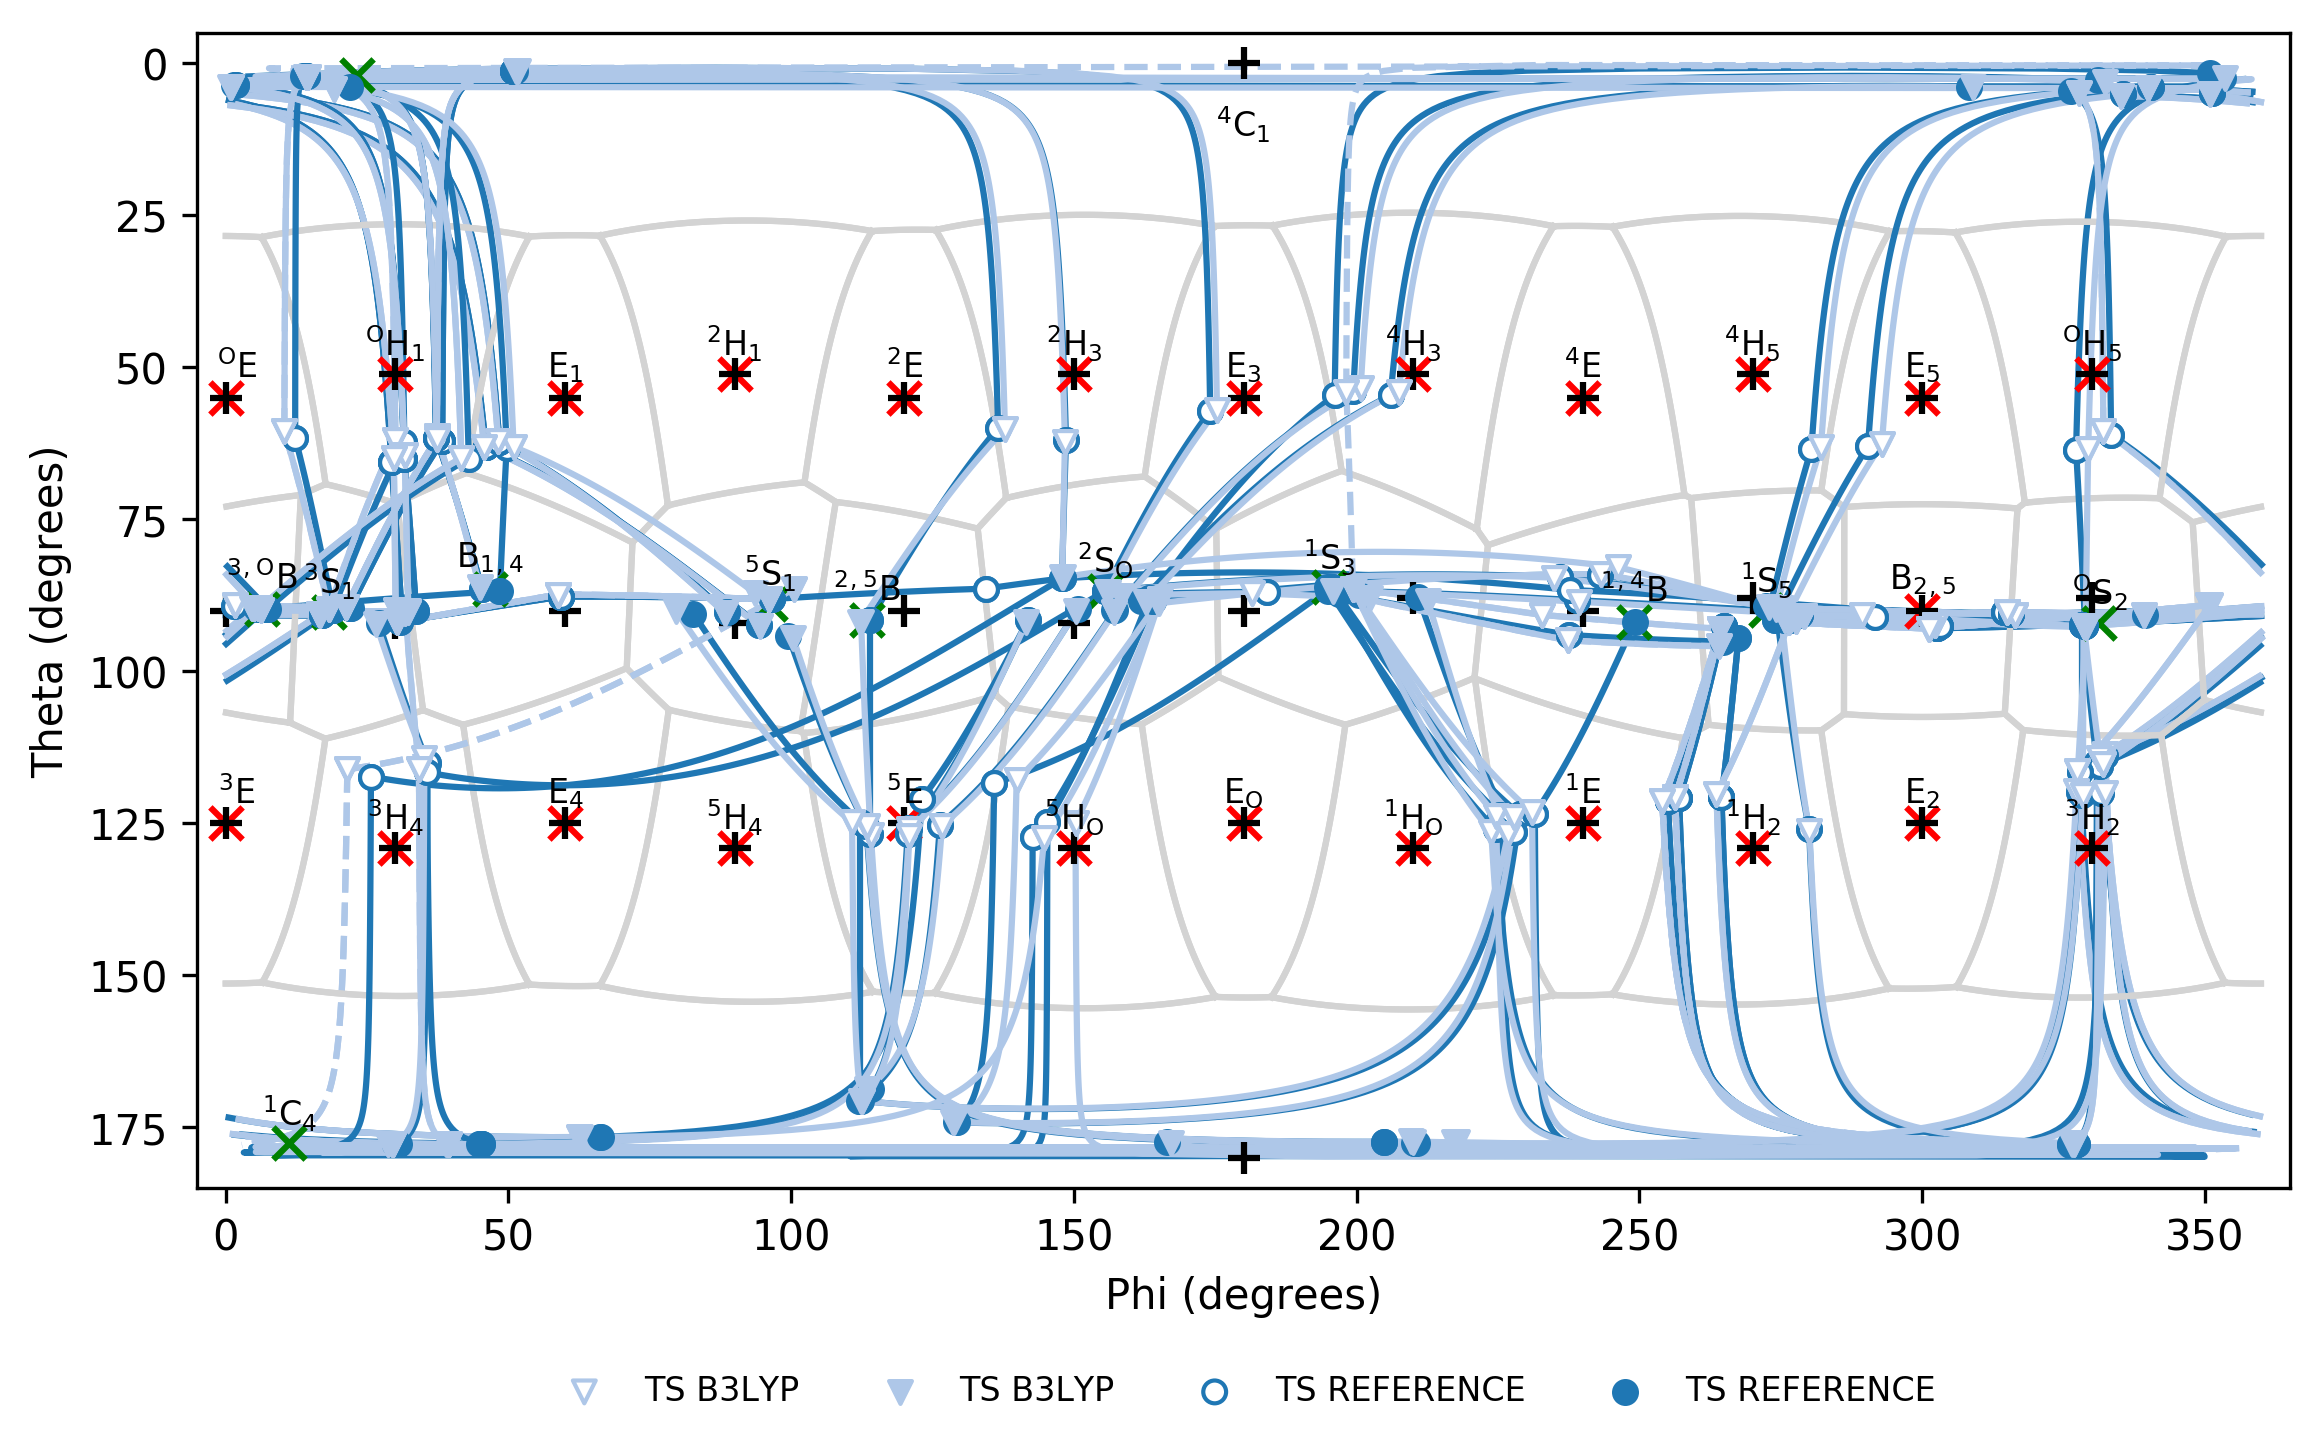 0
⁴C₁
25
ᴼH₁ ²H₁ ²H₃ ⁴H₃ ⁴H₅ ᴼH₅
50
ᴼE E₁ ²E E₃ ⁴E E₅
75
³,ᴼB ³S₁ B₁,₄ ⁵S₁ ²,⁵B ²Sₒ ¹S₃ ¹,⁴B ¹S₅ B₂,₅ ᴼS₂
100
³E E₄ ⁵E Eₒ ¹E E₂
125
³H₄ ⁵H₄ ⁵Hₒ ¹Hₒ ¹H₂ ³H₂
150
¹C₄
175
Theta (degrees)
0 50 100 150 200 250 300 350
Phi (degrees)
TS B3LYP TS B3LYP TS REFERENCE TS REFERENCE